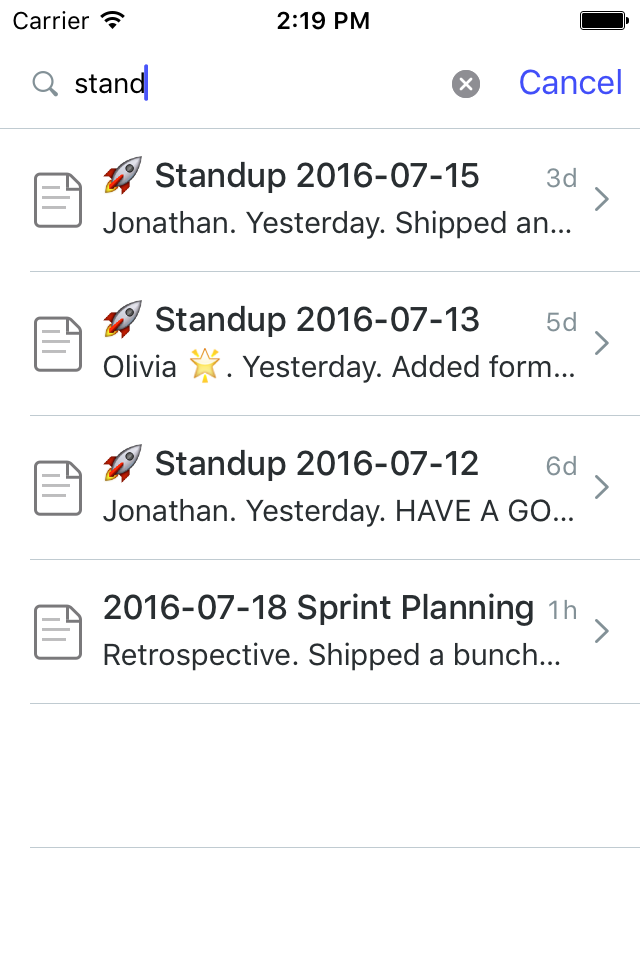 Carrier 2:19 PM
stand Cancel
🚀 Standup 2016-07-15 3d
Jonathan. Yesterday. Shipped an...
🚀 Standup 2016-07-13 5d
Olivia 🌟. Yesterday. Added form...
🚀 Standup 2016-07-12 6d
Jonathan. Yesterday. HAVE A GO...
2016-07-18 Sprint Planning 1h
Retrospective. Shipped a bunch...